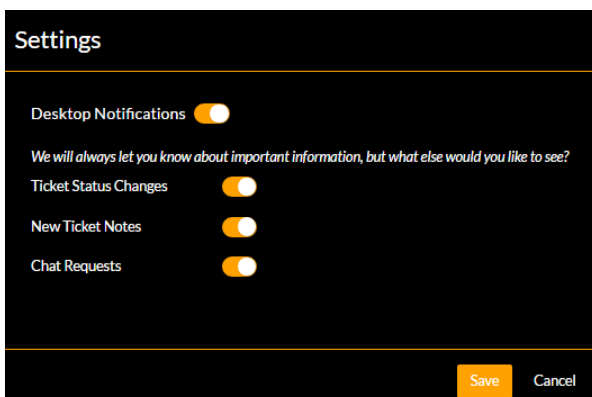 Settings
Desktop Notifications
We will always let you know about important information, but what else would you like to see?
Ticket Status Changes
New Ticket Notes
Chat Requests
Save Cancel